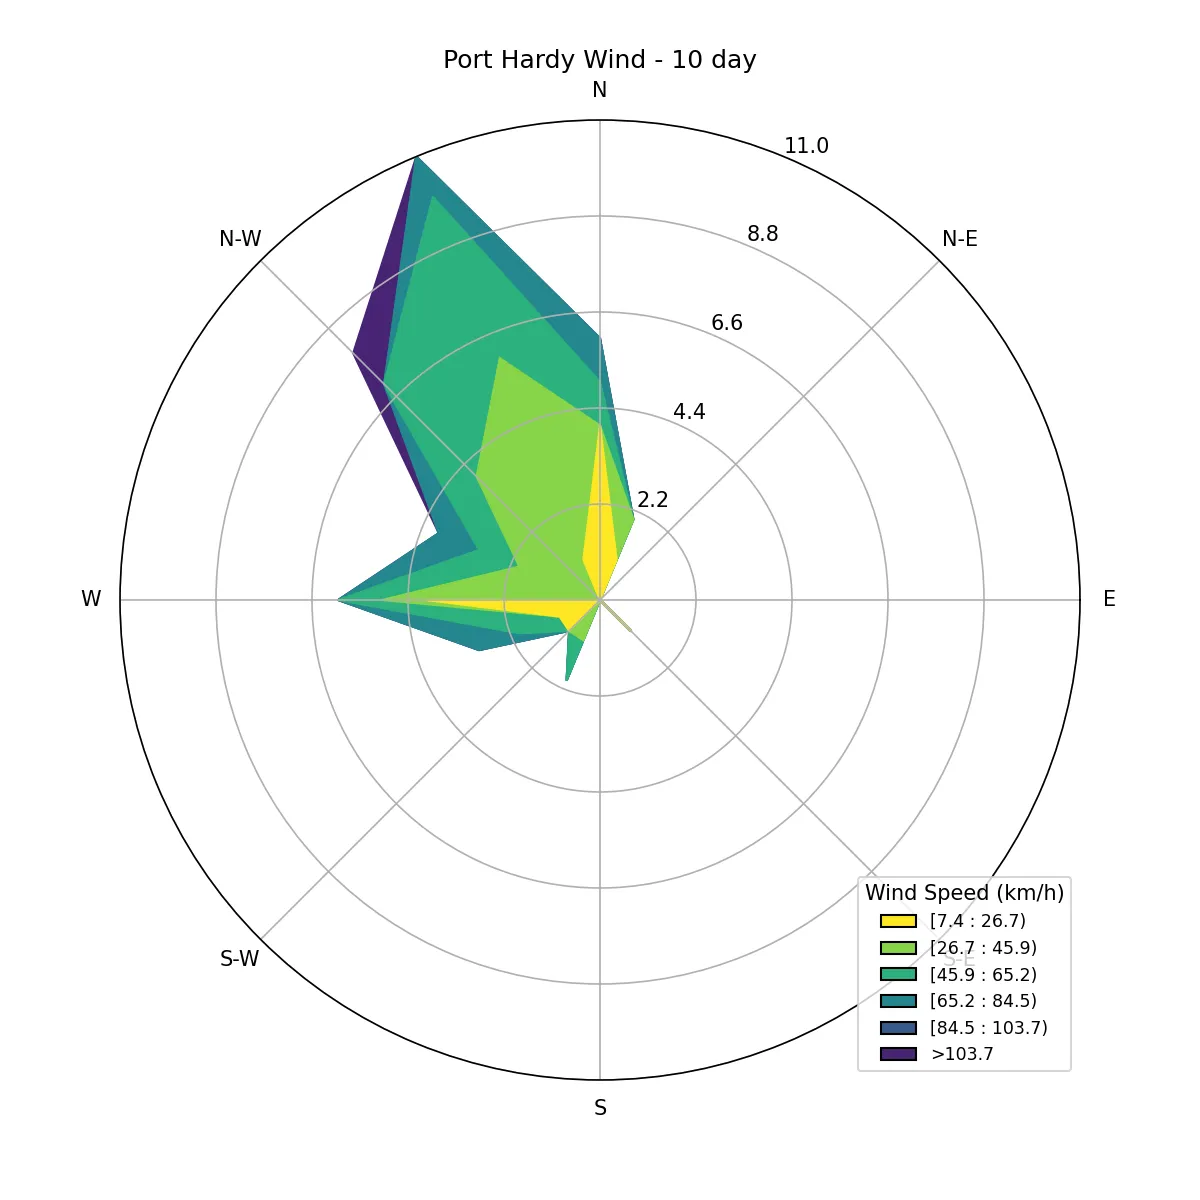 Port Hardy Wind - 10 day
N
11.0
N-W
8.8
N-E
6.6
4.4
2.2
W
E
S-W
S-E
S
Wind Speed (km/h)
[7.4 : 26.7)
[26.7 : 45.9)
[45.9 : 65.2)
[65.2 : 84.5)
[84.5 : 103.7)
>103.7